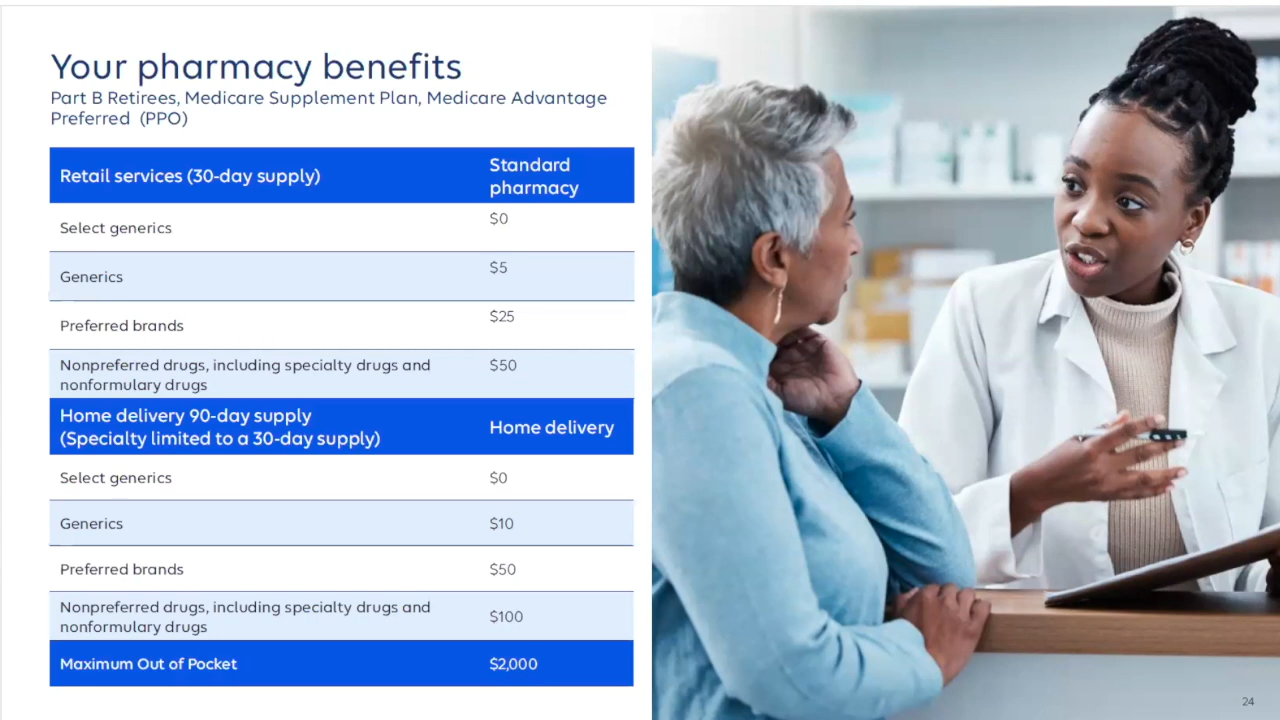 Your pharmacy benefits
Part B Retirees, Medicare Supplement Plan, Medicare Advantage
Preferred (PPO)
Retail services (30-day supply) Standard
pharmacy
Select generics $0
Generics $5
Preferred brands $25
Nonpreferred drugs, including specialty drugs and $50
nonformulary drugs
Home delivery 90-day supply
(Specialty limited to a 30-day supply) Home delivery
Select generics $0
Generics $10
Preferred brands $50
Nonpreferred drugs, including specialty drugs and
nonformulary drugs $100
Maximum Out of Pocket $2,000
24